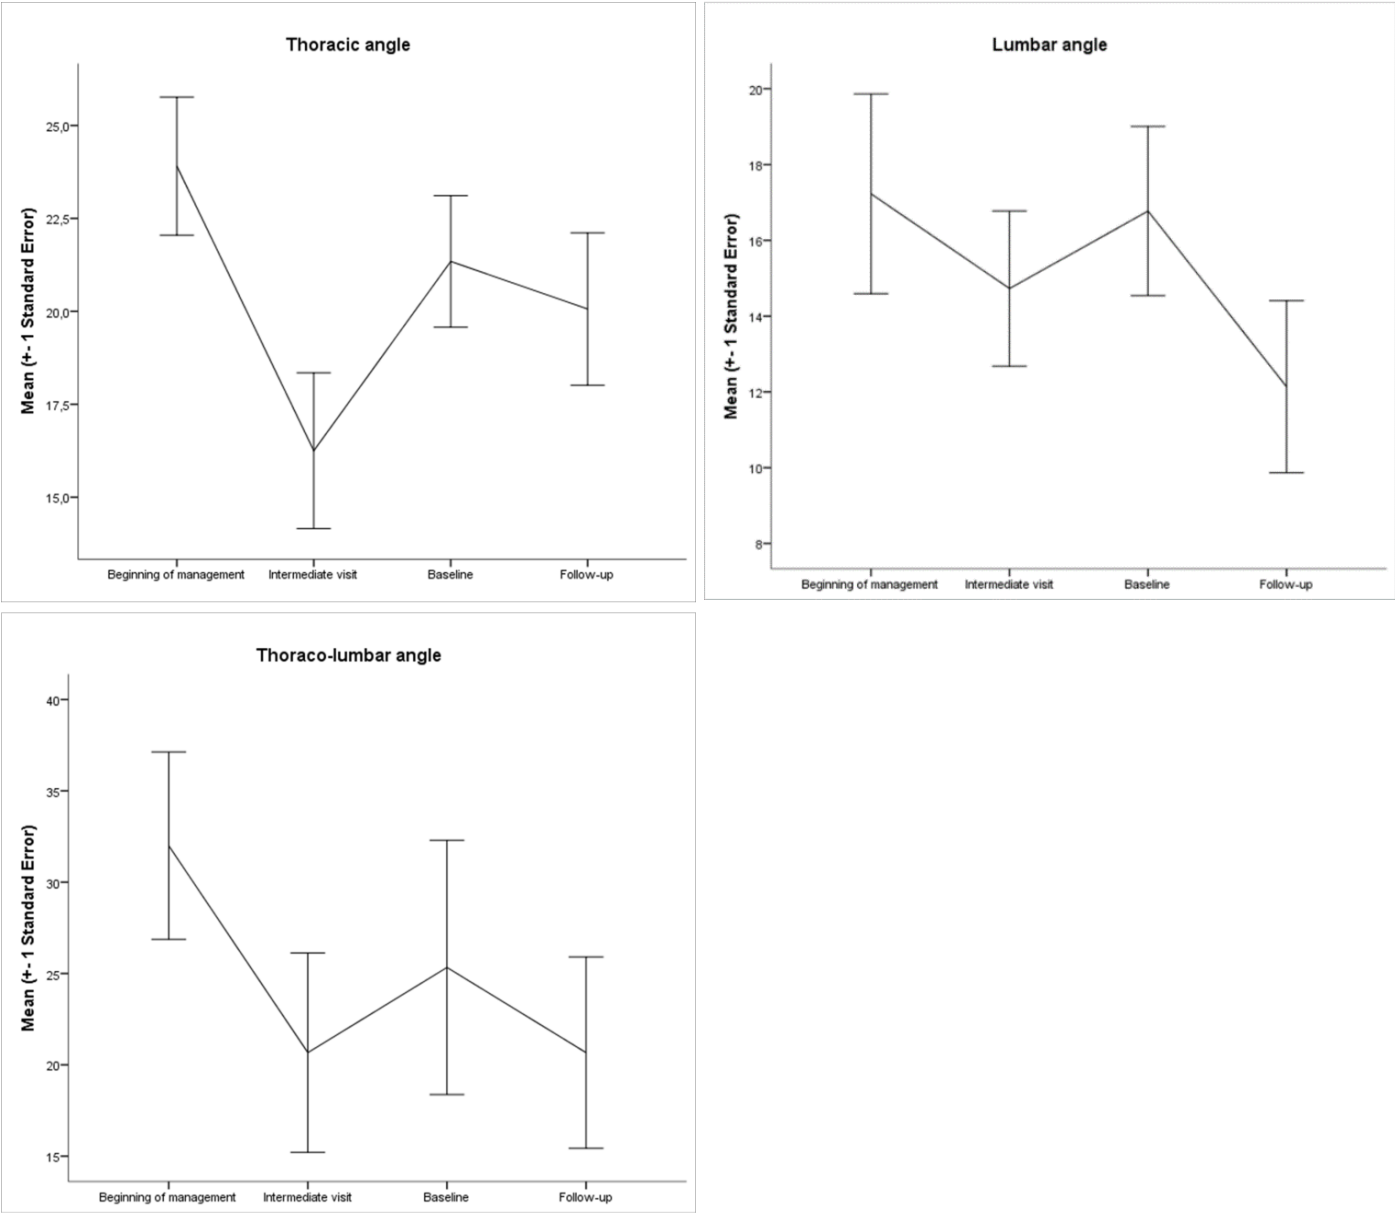 Thoracic angle
Mean (+- 1 Standard Error)
25,0
22,5
20,0
17,5
15,0
Beginning of management Intermediate visit Baseline Follow-up
Lumbar angle
Mean (+- 1 Standard Error)
20
18
16
14
12
10
8
Beginning of management Intermediate visit Baseline Follow-up
Thoraco-lumbar angle
Mean (+- 1 Standard Error)
40
35
30
25
20
15
Beginning of management Intermediate visit Baseline Follow-up